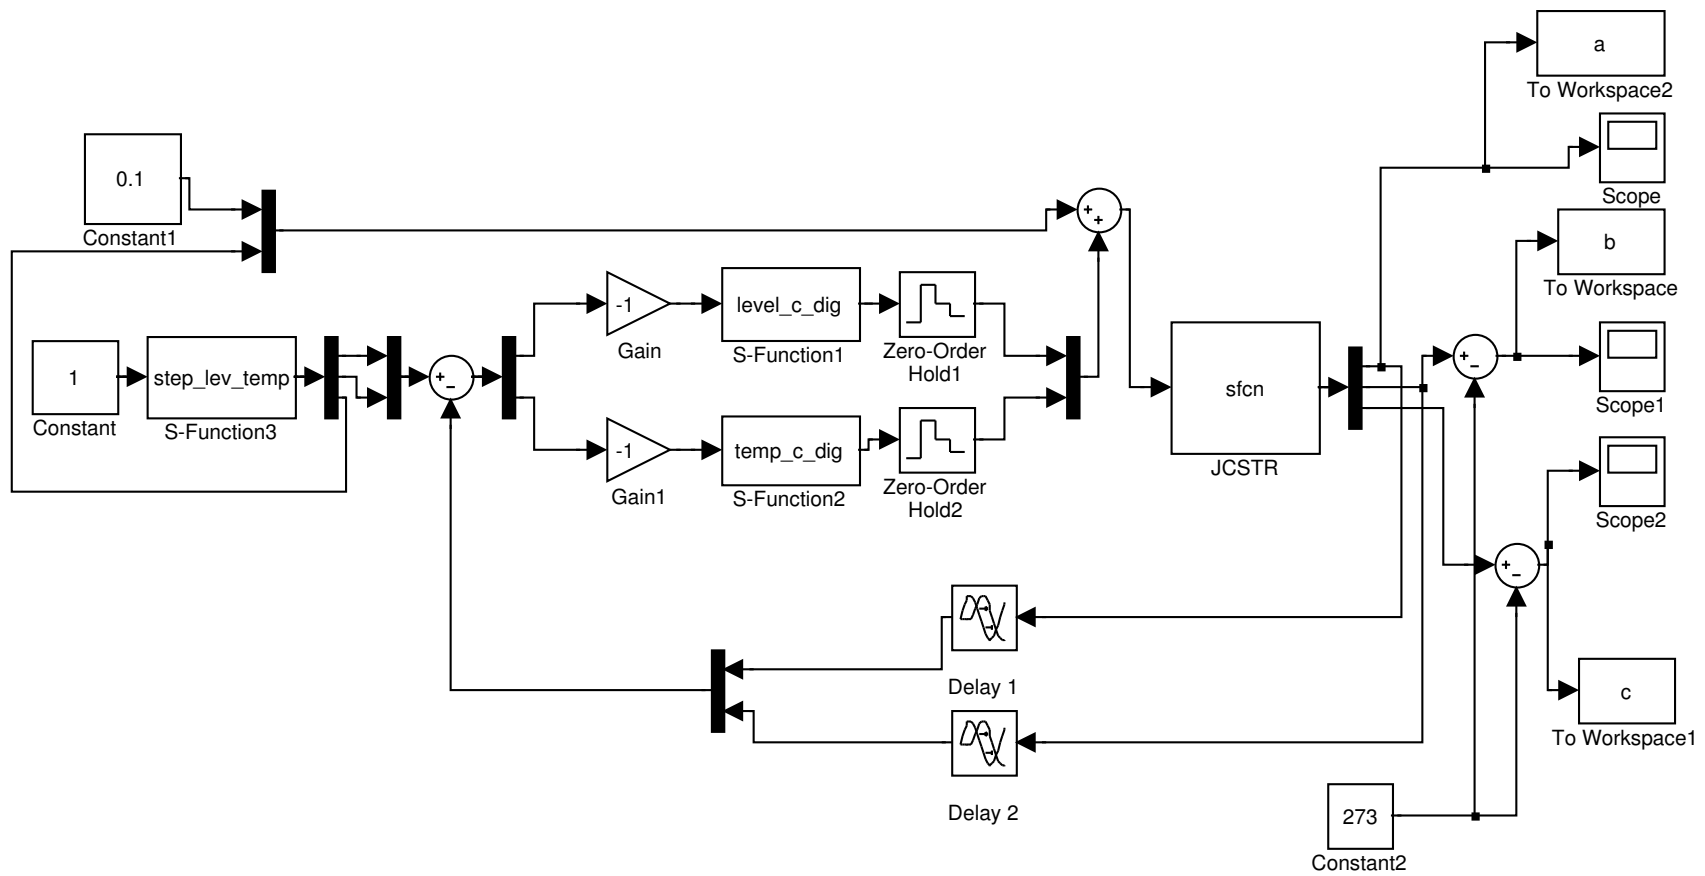 a
To Workspace2
0.1
Constant1
+
+
Scope
b
To Workspace
-1
Gain
level_c_dig
S-Function1
Zero-Order
Hold1
1
Constant
step_lev_temp
S-Function3
+
−
sfcn
JCSTR
+
−
Scope1
-1
Gain1
temp_c_dig
S-Function2
Zero-Order
Hold2
Scope2
+
−
Delay 1
c
To Workspace1
Delay 2
273
Constant2